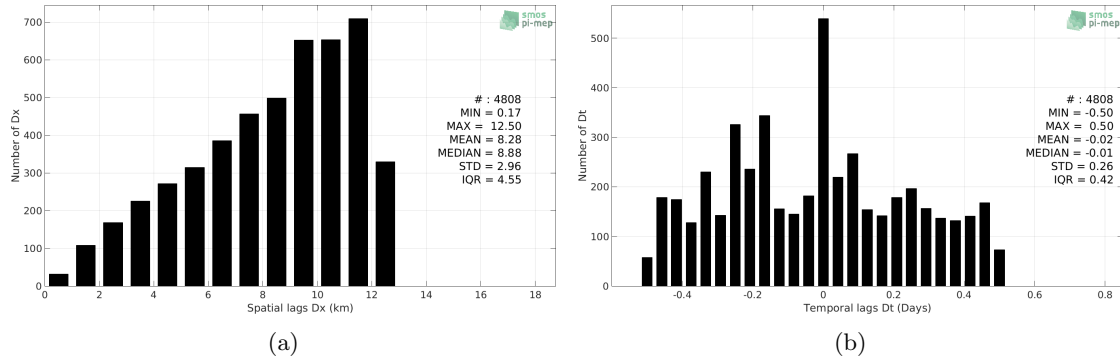 smos
pi-mep
700
600
500
400
300
200
100
0
Number of Dx
# : 4808
MIN = 0.17
MAX = 12.50
MEAN = 8.28
MEDIAN = 8.88
STD = 2.96
IQR = 4.55
0 2 4 6 8 10 12 14 16 18
Spatial lags Dx (km)
(a)
smos
pi-mep
500
400
300
200
100
0
Number of Dt
# : 4808
MIN = -0.50
MAX = 0.50
MEAN = -0.02
MEDIAN = -0.01
STD = 0.26
IQR = 0.42
-0.4 -0.2 0 0.2 0.4 0.6 0.8
Temporal lags Dt (Days)
(b)